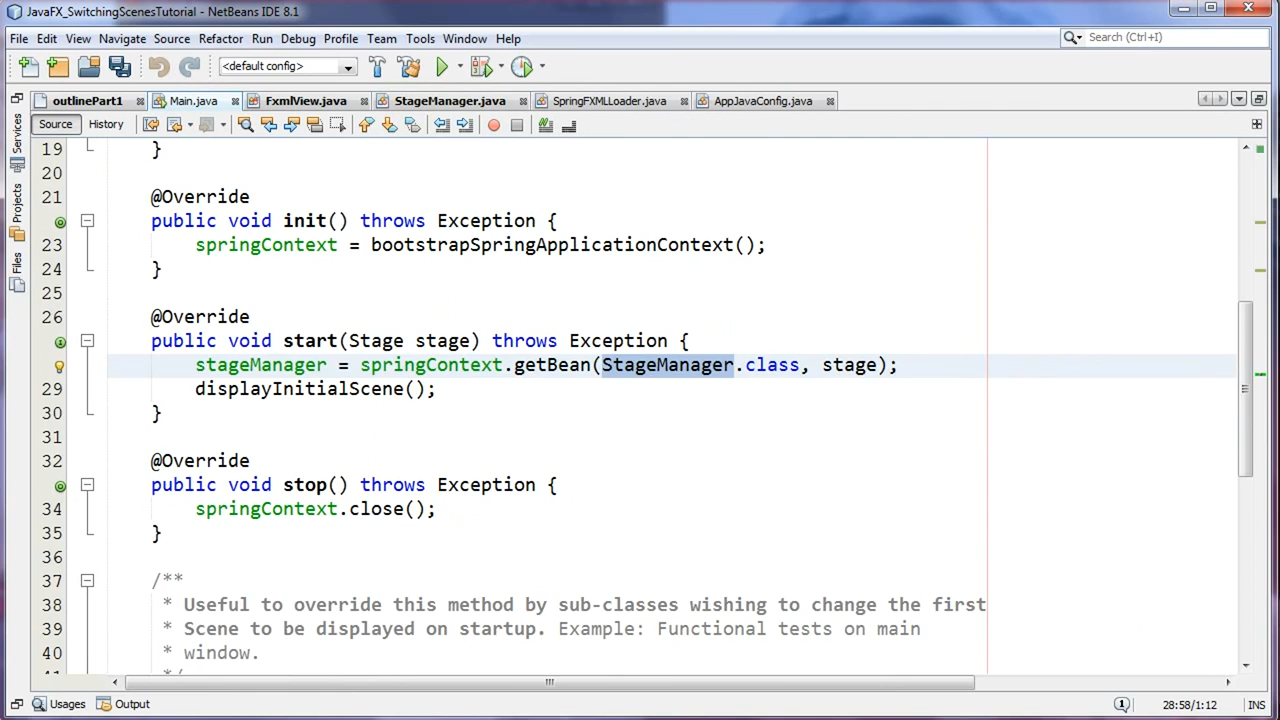 JavaFX_SwitchingScenesTutorial - NetBeans IDE 8.1
File Edit View Navigate Source Refactor Run Debug Profile Team Tools Window Help
Search (Ctrl+I)
<default config>
outlinePart1 Main.java FxmlView.java StageManager.java SpringFXMLLoader.java AppJavaConfig.java
Source History
Services
Projects
Files
19 }
20
21 @Override
public void init() throws Exception {
23 springContext = bootstrapSpringApplicationContext();
24 }
25
26 @Override
public void start(Stage stage) throws Exception {
stageManager = springContext.getBean(StageManager.class, stage);
29 displayInitialScene();
30 }
31
32 @Override
public void stop() throws Exception {
34 springContext.close();
35 }
36
37 /**
38 * Useful to override this method by sub-classes wishing to change the first
39 * Scene to be displayed on startup. Example: Functional tests on main
40 * window.
Usages Output
1 28:58/1:12 INS